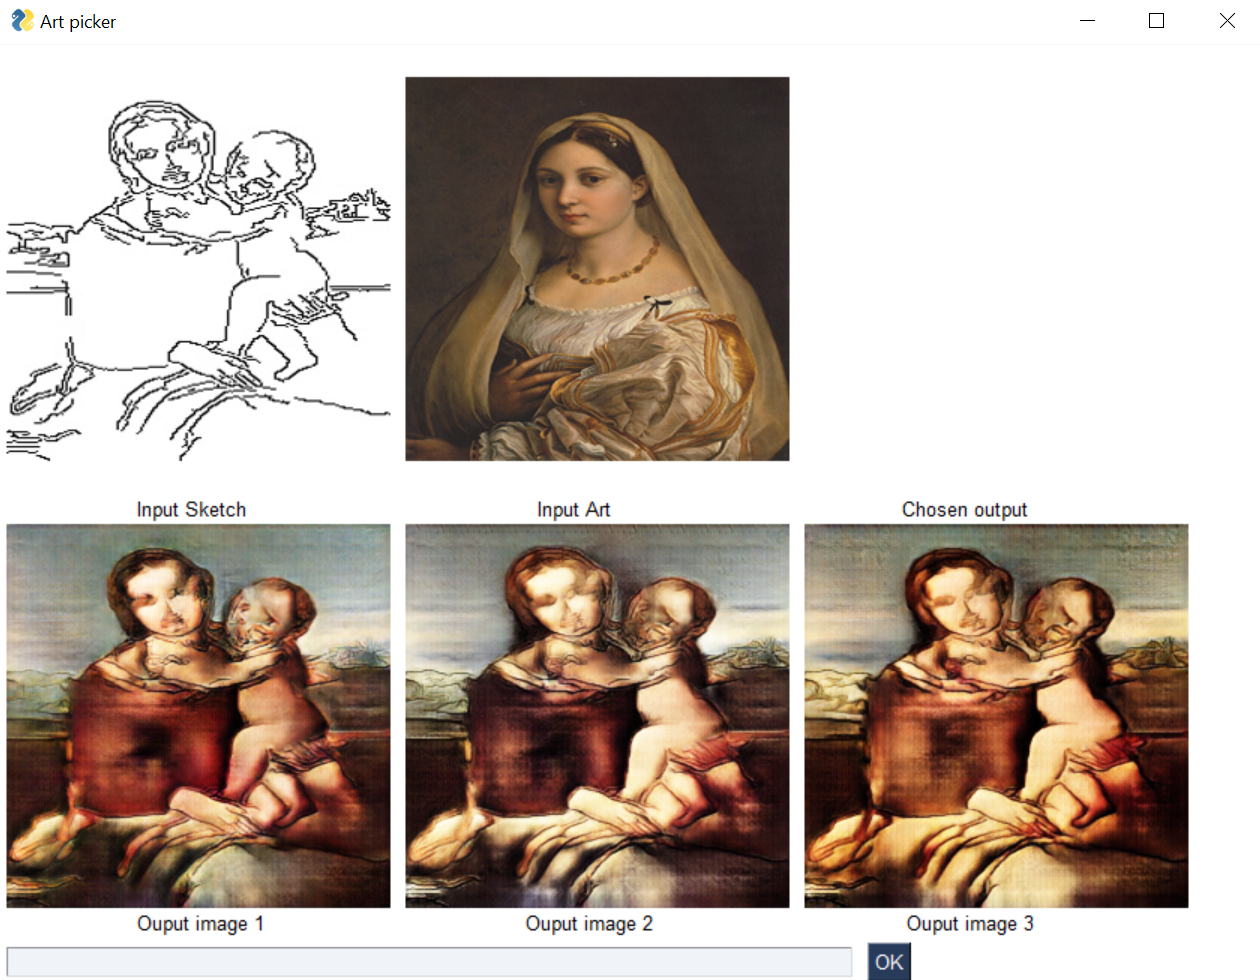 Art picker
Input Sketch
Input Art
Chosen output
Ouput image 1
Ouput image 2
Ouput image 3
OK